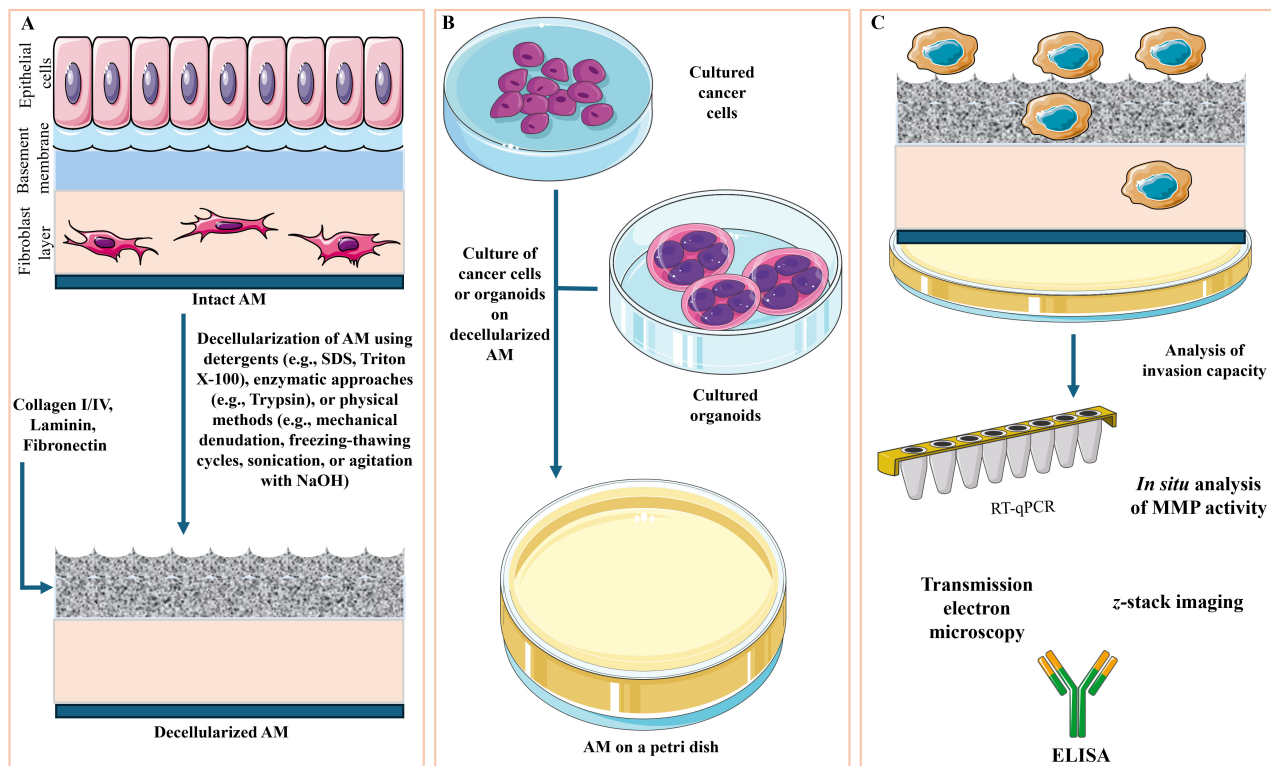 A
Epithelial
cells
Basement
membrane
Fibroblast
layer
Intact AM
Decellularization of AM using
detergents (e.g., SDS, Triton
X-100), enzymatic approaches
(e.g., Trypsin), or physical
methods (e.g., mechanical
denudation, freezing-thawing
cycles, sonication, or agitation
with NaOH)
Collagen I/IV,
Laminin,
Fibronectin
Decellularized AM
B
Cultured
cancer
cells
Culture of
cancer cells
or organoids
on
decellularized
AM
Cultured
organoids
AM on a petri dish
C
Analysis of
invasion capacity
RT-qPCR
In situ analysis
of MMP activity
Transmission
electron
microscopy
z-stack imaging
ELISA